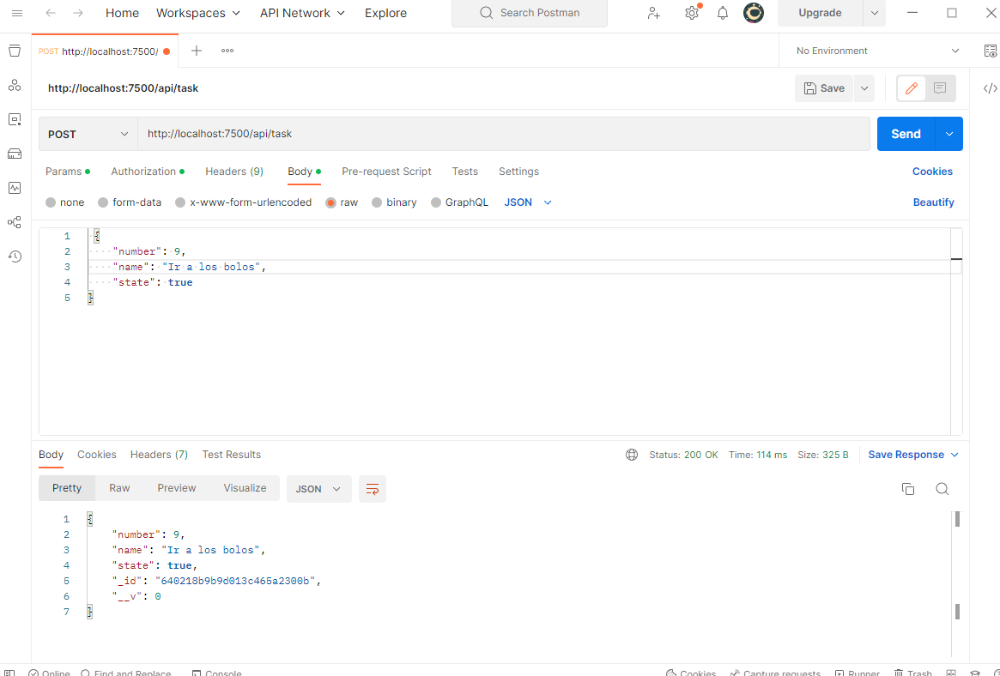 Home Workspaces API Network Explore Search Postman Upgrade
POST http://localhost:7500/ No Environment
http://localhost:7500/api/task Save
POST http://localhost:7500/api/task Send
Params Authorization Headers (9) Body Pre-request Script Tests Settings Cookies
none form-data x-www-form-urlencoded raw binary GraphQL JSON Beautify
1 {
2 "number": 9,
3 "name": "Ir a los bolos",
4 "state": true
5 }
Body Cookies Headers (7) Test Results Status: 200 OK Time: 114 ms Size: 325 B Save Response
Pretty Raw Preview Visualize JSON
1 {
2 "number": 9,
3 "name": "Ir a los bolos",
4 "state": true,
5 "_id": "640218b9b9d013c465a2300b",
6 "__v": 0
7 }
Online Find and Replace Console Cookies Capture requests Runner Trash